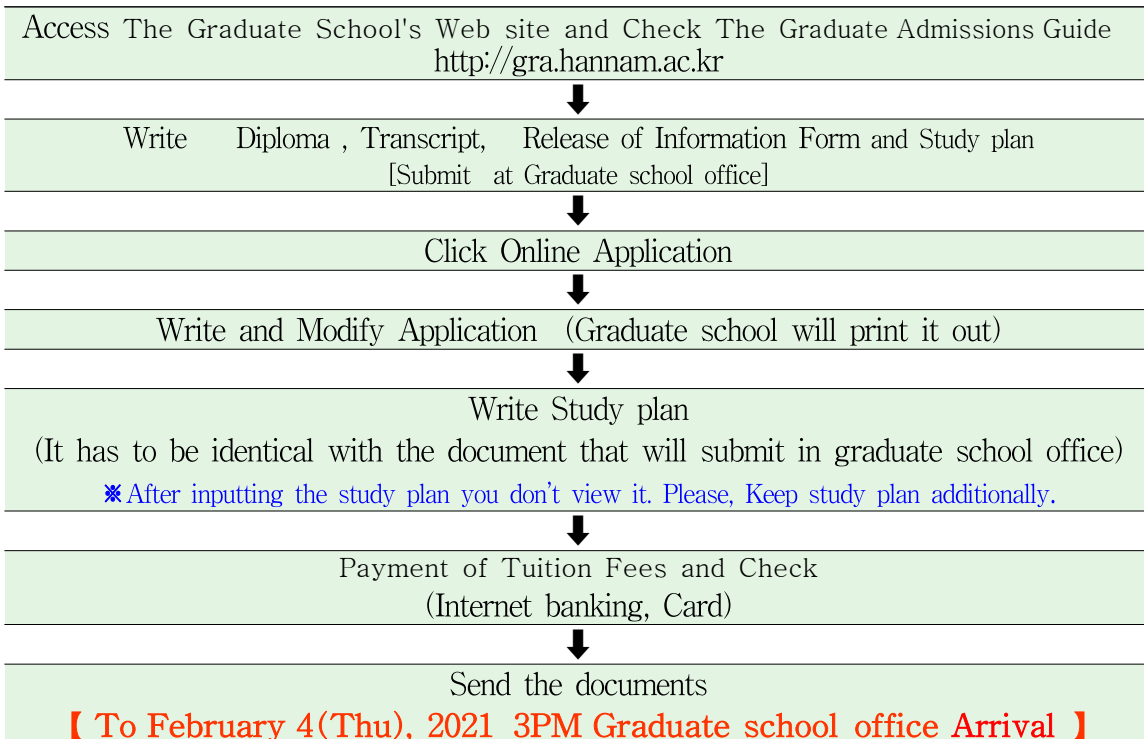 Access The Graduate School's Web site and Check The Graduate Admissions Guide
http://gra.hannam.ac.kr
Write Diploma , Transcript, Release of Information Form and Study plan
[Submit at Graduate school office]
Click Online Application
Write and Modify Application (Graduate school will print it out)
Write Study plan
(It has to be identical with the document that will submit in graduate school office)
※After inputting the study plan you don't view it. Please, Keep study plan additionally.
Payment of Tuition Fees and Check
(Internet banking, Card)
Send the documents
【 To February 4(Thu), 2021 3PM Graduate school office Arrival 】